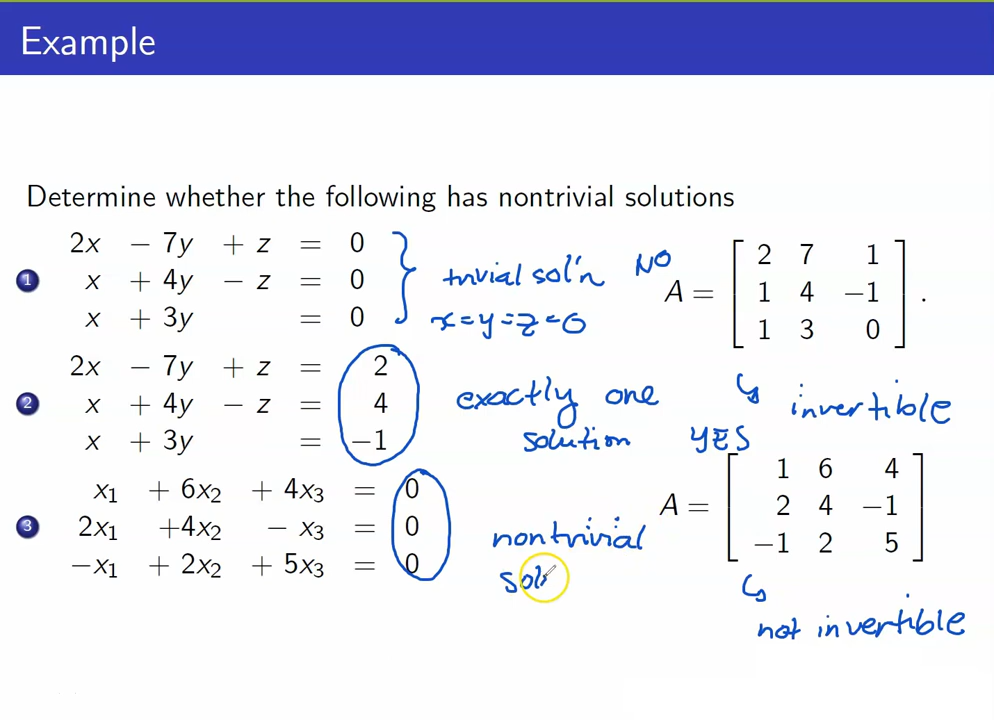 Example
Determine whether the following has nontrivial solutions
1 2x − 7y + z = 0
x + 4y − z = 0
x + 3y = 0
trivial sol'n
x=y=z=0
NO
A = [ 2 7 1
1 4 −1
1 3 0 ] .
↳ invertible
2 2x − 7y + z = 2
x + 4y − z = 4
x + 3y = −1
exactly one
solution
YES
3 x₁ + 6x₂ + 4x₃ = 0
2x₁ +4x₂ − x₃ = 0
−x₁ + 2x₂ + 5x₃ = 0
nontrivial
sol
A = [ 1 6 4
2 4 −1
−1 2 5 ]
↳ not invertible